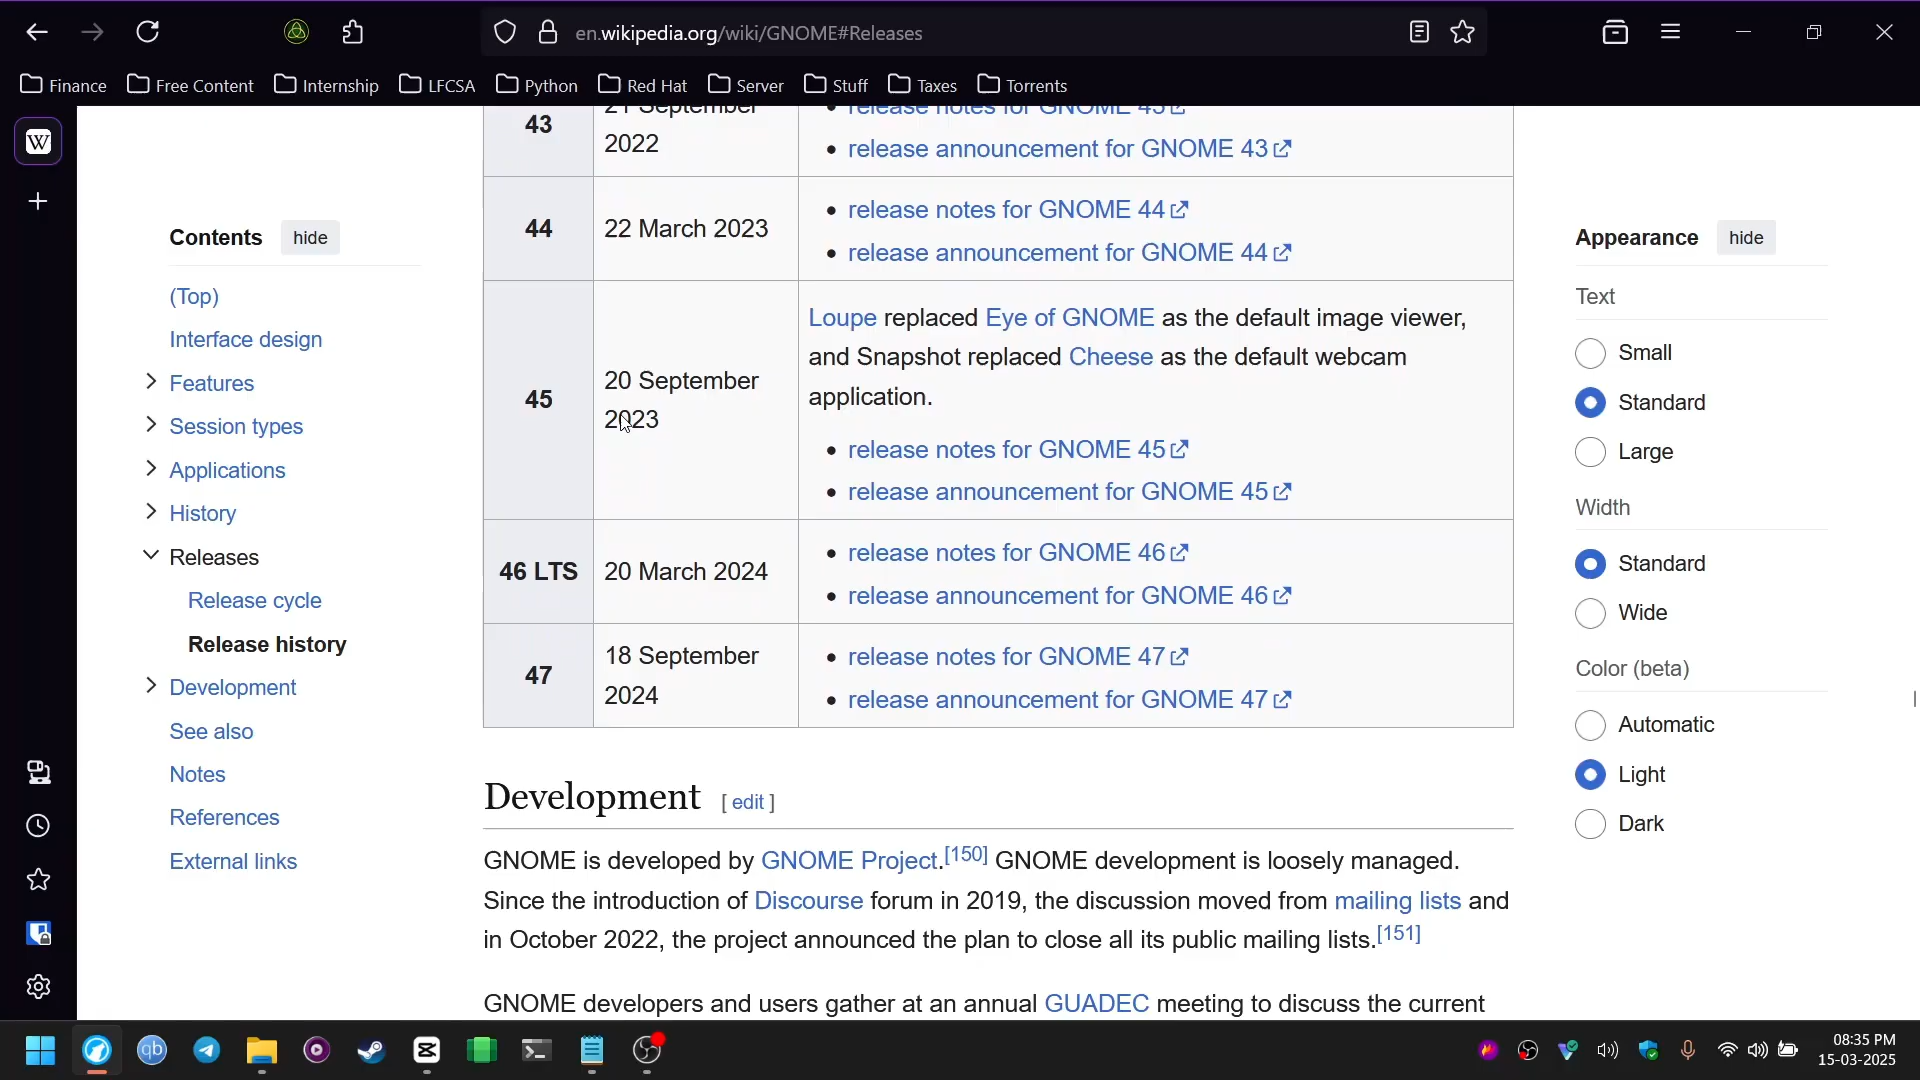 en.wikipedia.org/wiki/GNOME#Releases
Finance Free Content Internship LFCSA Python Red Hat Server Stuff Taxes Torrents
W
Contents hide
(Top)
Interface design
Features
Session types
Applications
History
Releases
Release cycle
Release history
Development
See also
Notes
References
External links
43
21 September
2022
release notes for GNOME 43
release announcement for GNOME 43
44
22 March 2023
release notes for GNOME 44
release announcement for GNOME 44
45
20 September
2023
Loupe replaced Eye of GNOME as the default image viewer,
and Snapshot replaced Cheese as the default webcam
application.
release notes for GNOME 45
release announcement for GNOME 45
46 LTS
20 March 2024
release notes for GNOME 46
release announcement for GNOME 46
47
18 September
2024
release notes for GNOME 47
release announcement for GNOME 47
Development [ edit ]
GNOME is developed by GNOME Project.[150] GNOME development is loosely managed.
Since the introduction of Discourse forum in 2019, the discussion moved from mailing lists and
in October 2022, the project announced the plan to close all its public mailing lists.[151]
GNOME developers and users gather at an annual GUADEC meeting to discuss the current
Appearance hide
Text
Small
Standard
Large
Width
Standard
Wide
Color (beta)
Automatic
Light
Dark
qb
08:35 PM
15-03-2025